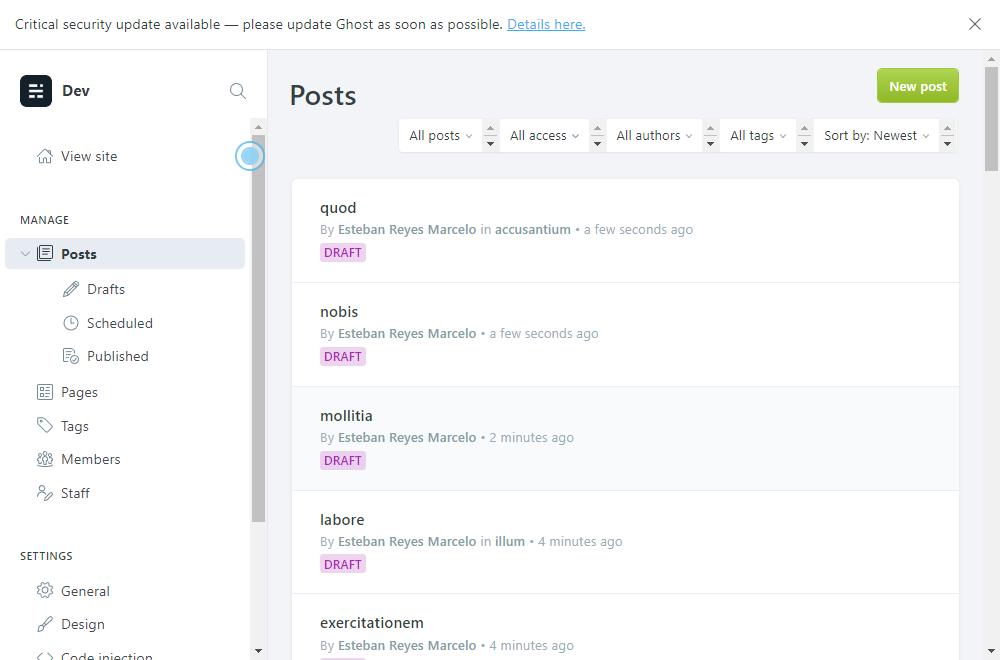 Critical security update available — please update Ghost as soon as possible. Details here.
Dev
View site
MANAGE
Posts
Drafts
Scheduled
Published
Pages
Tags
Members
Staff
SETTINGS
General
Design
Code injection
Posts
New post
All posts
All access
All authors
All tags
Sort by: Newest
quod
By Esteban Reyes Marcelo in accusantium • a few seconds ago
DRAFT
nobis
By Esteban Reyes Marcelo • a few seconds ago
DRAFT
mollitia
By Esteban Reyes Marcelo • 2 minutes ago
DRAFT
labore
By Esteban Reyes Marcelo in illum • 4 minutes ago
DRAFT
exercitationem
By Esteban Reyes Marcelo • 4 minutes ago